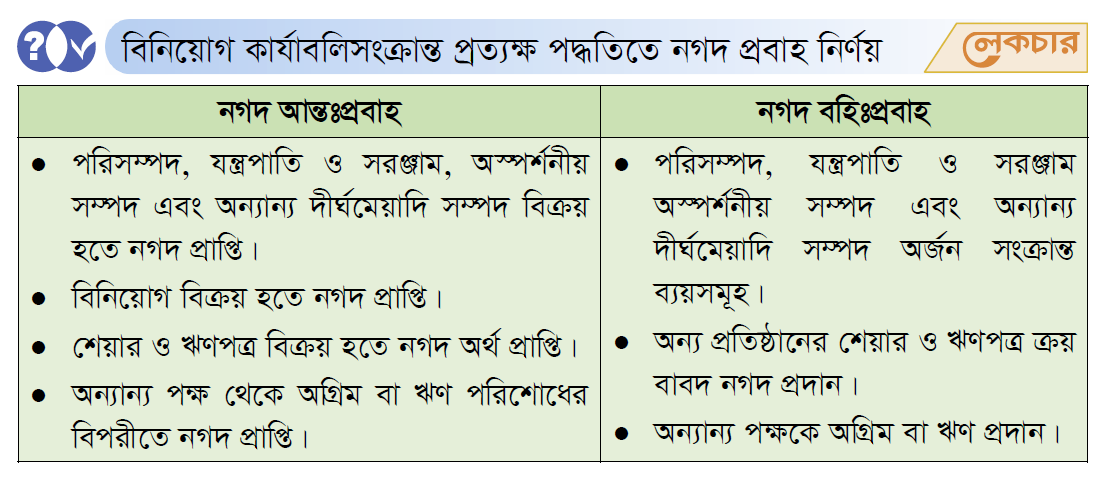 বিনিয়োগ কার্যাবলিসংক্রান্ত প্রত্যক্ষ পদ্ধতিতে নগদ প্রবাহ নির্ণয়
লেকচার
নগদ আন্তঃপ্রবাহ
● পরিসম্পদ, যন্ত্রপাতি ও সরঞ্জাম, অস্পর্শনীয়
সম্পদ এবং অন্যান্য দীর্ঘমেয়াদি সম্পদ বিক্রয়
হতে নগদ প্রাপ্তি।
● বিনিয়োগ বিক্রয় হতে নগদ প্রাপ্তি।
● শেয়ার ও ঋণপত্র বিক্রয় হতে নগদ অর্থ প্রাপ্তি।
● অন্যান্য পক্ষ থেকে অগ্রিম বা ঋণ পরিশোধের
বিপরীতে নগদ প্রাপ্তি।
নগদ বহিঃপ্রবাহ
● পরিসম্পদ, যন্ত্রপাতি ও সরঞ্জাম
অস্পর্শনীয় সম্পদ এবং অন্যান্য
দীর্ঘমেয়াদি সম্পদ অর্জন সংক্রান্ত
ব্যয়সমূহ।
● অন্য প্রতিষ্ঠানের শেয়ার ও ঋণপত্র ক্রয়
বাবদ নগদ প্রদান।
● অন্যান্য পক্ষকে অগ্রিম বা ঋণ প্রদান।